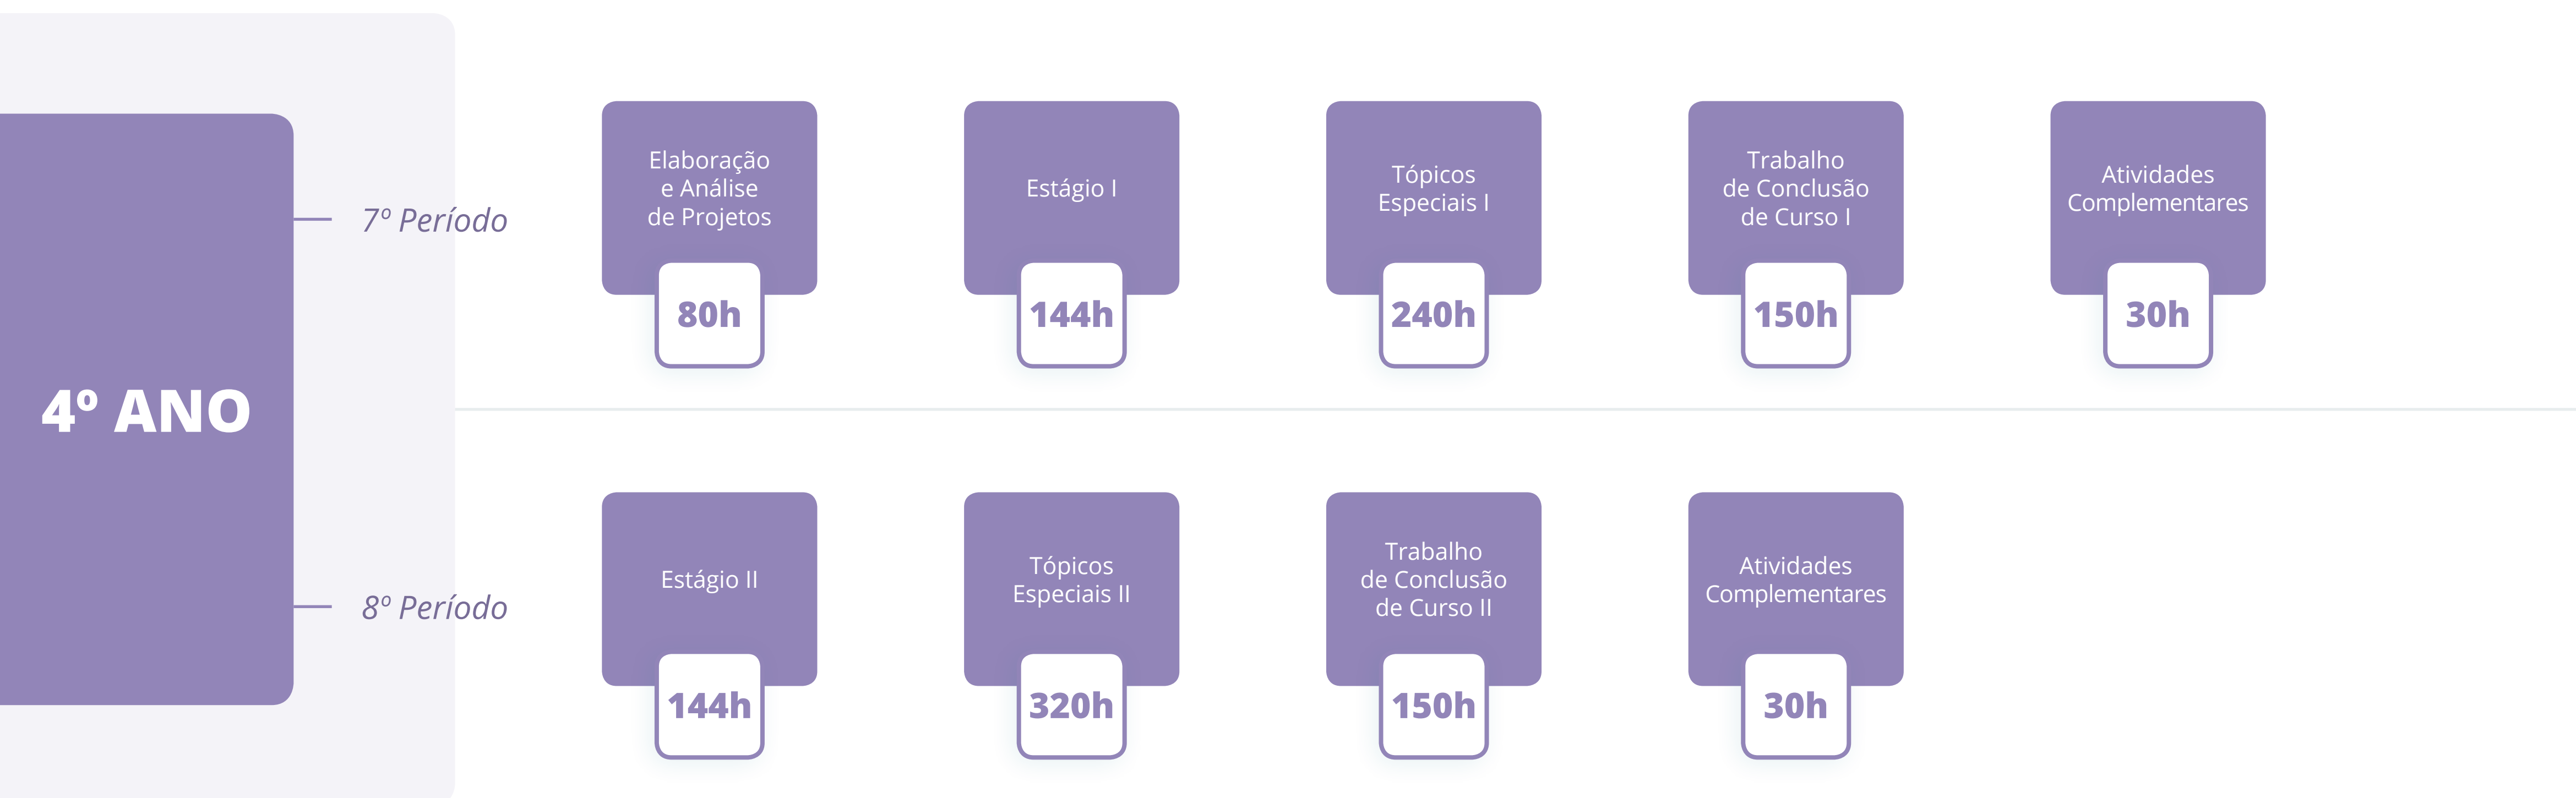 4º ANO
7º Período
Elaboração
e Análise
de Projetos
80h
Estágio I
144h
Tópicos
Especiais I
240h
Trabalho
de Conclusão
de Curso I
150h
Atividades
Complementares
30h
8º Período
Estágio II
144h
Tópicos
Especiais II
320h
Trabalho
de Conclusão
de Curso II
150h
Atividades
Complementares
30h